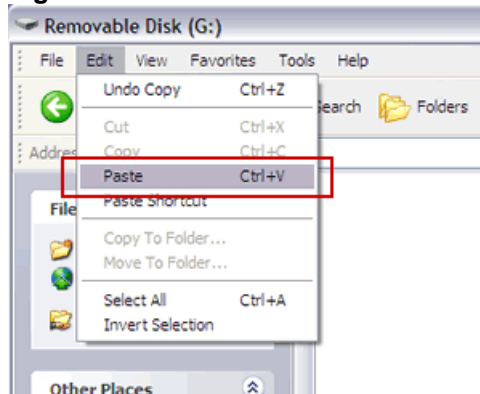 Removable Disk (G:)
File Edit View Favorites Tools Help
Undo Copy Ctrl+Z
Folders
Cut Ctrl+X
Copy Ctrl+C
Paste Ctrl+V
Paste Shortcut
File
Copy To Folder...
Move To Folder...
Select All Ctrl+A
Invert Selection
Other Places